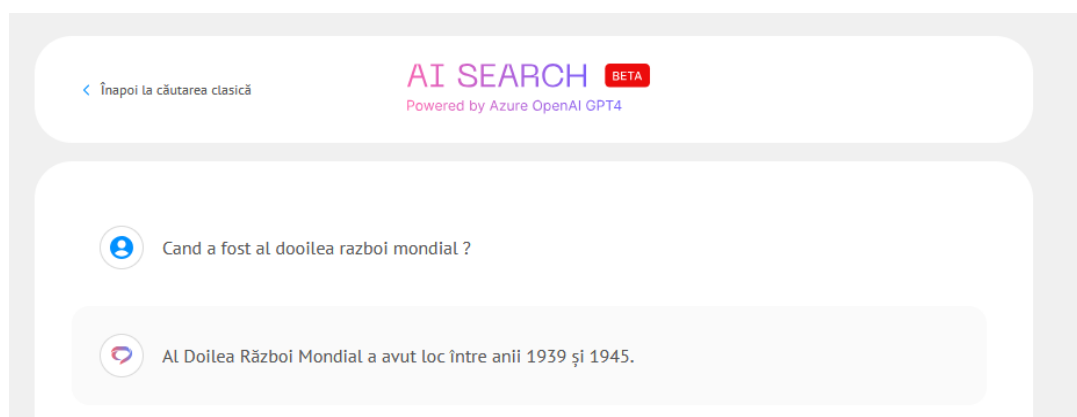 AI SEARCH BETA
Înapoi la căutarea clasică
Powered by Azure OpenAI GPT4
Cand a fost al dooilea razboi mondial ?
Al Doilea Război Mondial a avut loc între anii 1939 și 1945.